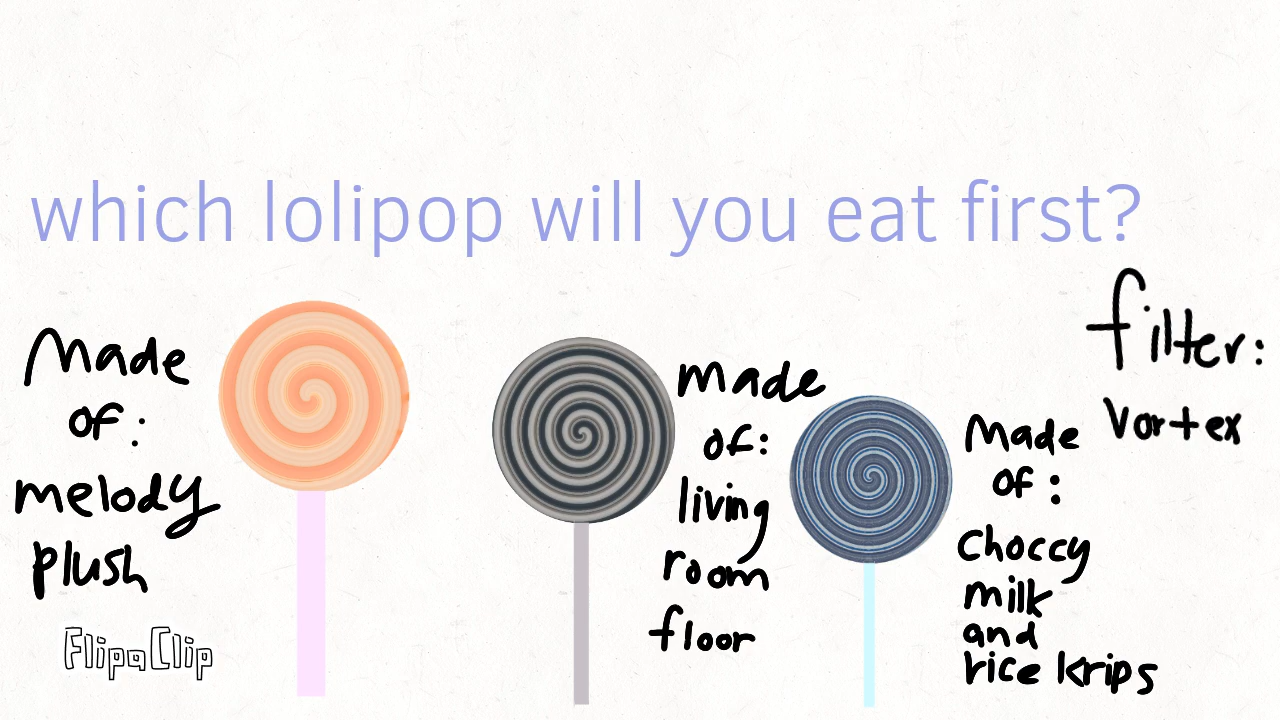 which lolipop will you eat first?
Made
of:
melody
plush
made
of:
living
room
floor
Made
of:
choccy
milk
and
rice krips
filter:
vortex
FlipaClip